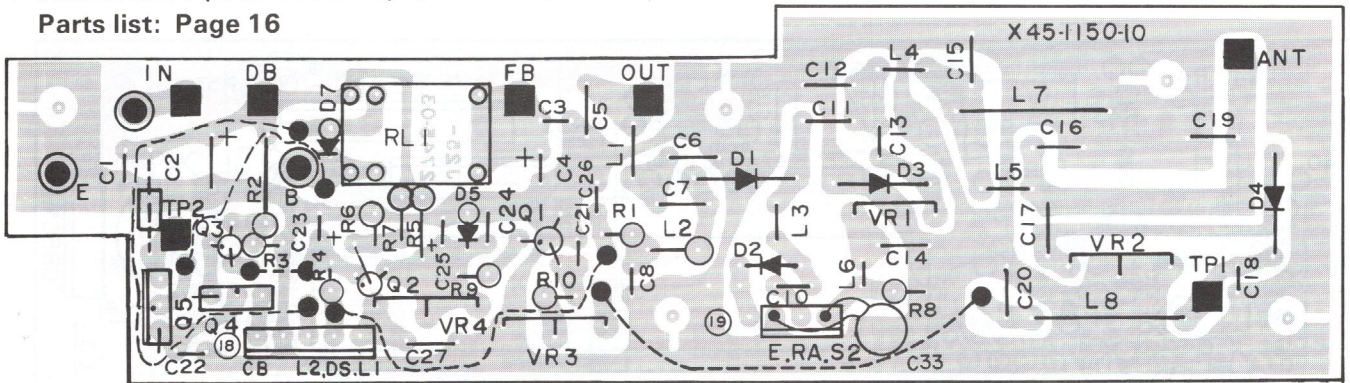 Parts list: Page 16
X45-1150-10
IN DB D7 FB OUT
RL1
J25-
2744-03
C3 C5 L1 C6 C12 C11 L4 C15 L7 ANT
C13 C16 C19
E C1 C2 R2 B
C4 C26 C7 D1 D3 L5 D4
TP2 Q3 C23 R6 R7 R5 D5 C24 Q1 C21 R1 L2 L3 VR1 C17 VR2
R3 R4 Q2 C25 R9 R10 C8 D2 C10 L6 C14 R8 C20 L8 TP1 C18
Q5 Q4 VR4 VR3
18 19
C22 CB L2,DS.L1 C27 E.RA.S2 C33